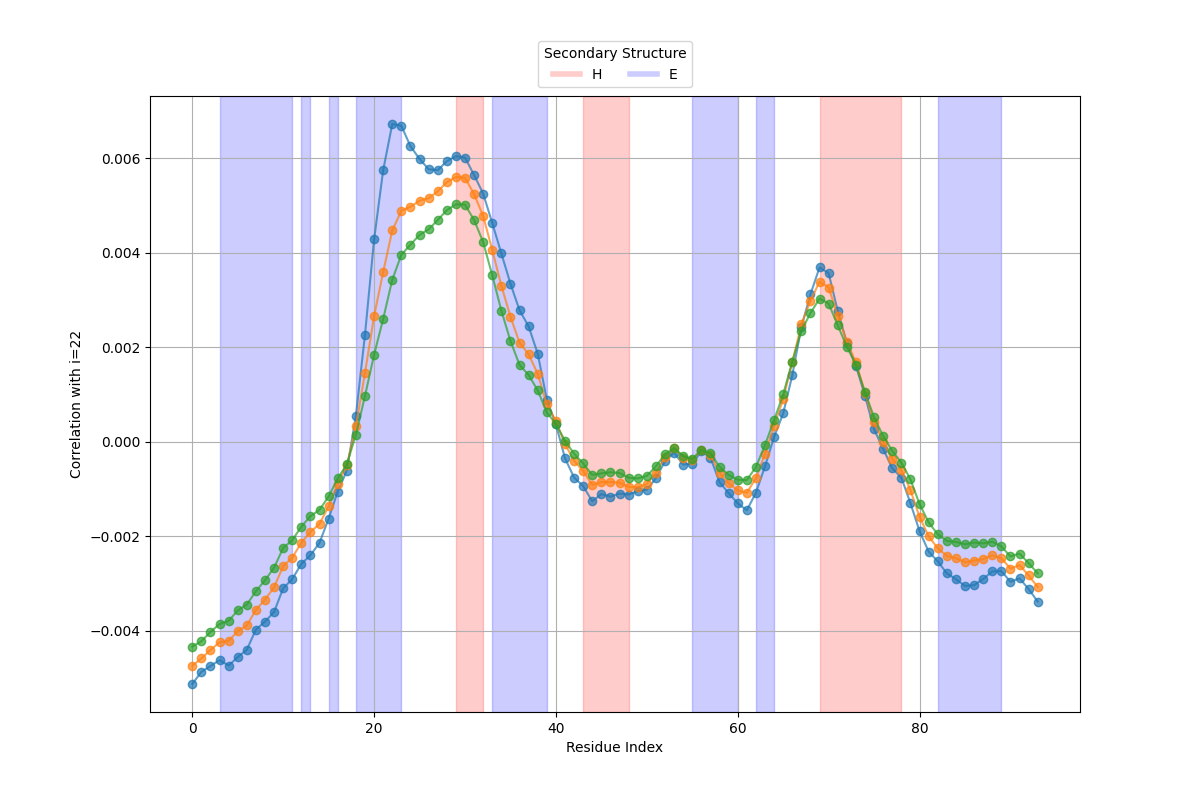 Secondary Structure
H E
0.006
0.004
0.002
0.000
−0.002
−0.004
Correlation with i=22
0 20 40 60 80
Residue Index